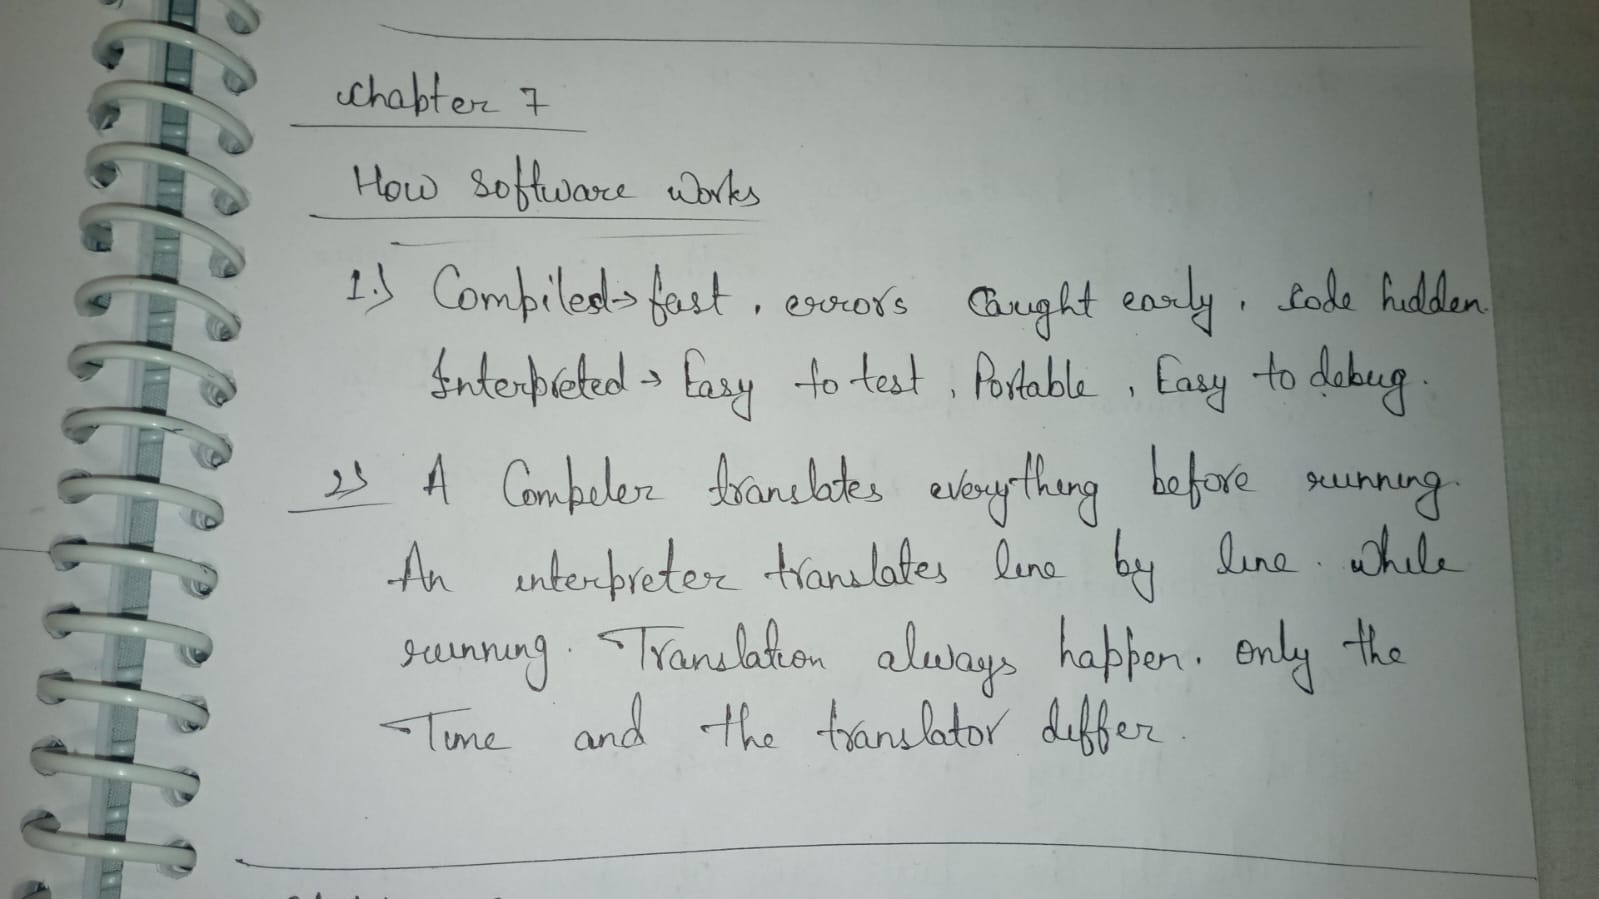 Chapter 7
How Software Works
1.) Compiled → fast, errors Caught early, code hidden.
Interpreted → Easy to test, Portable, Easy to debug.
2) A Compiler translates everything before running.
An interpreter translates line by line. while
running. Translation always happen. only the
Time and the translator differ.